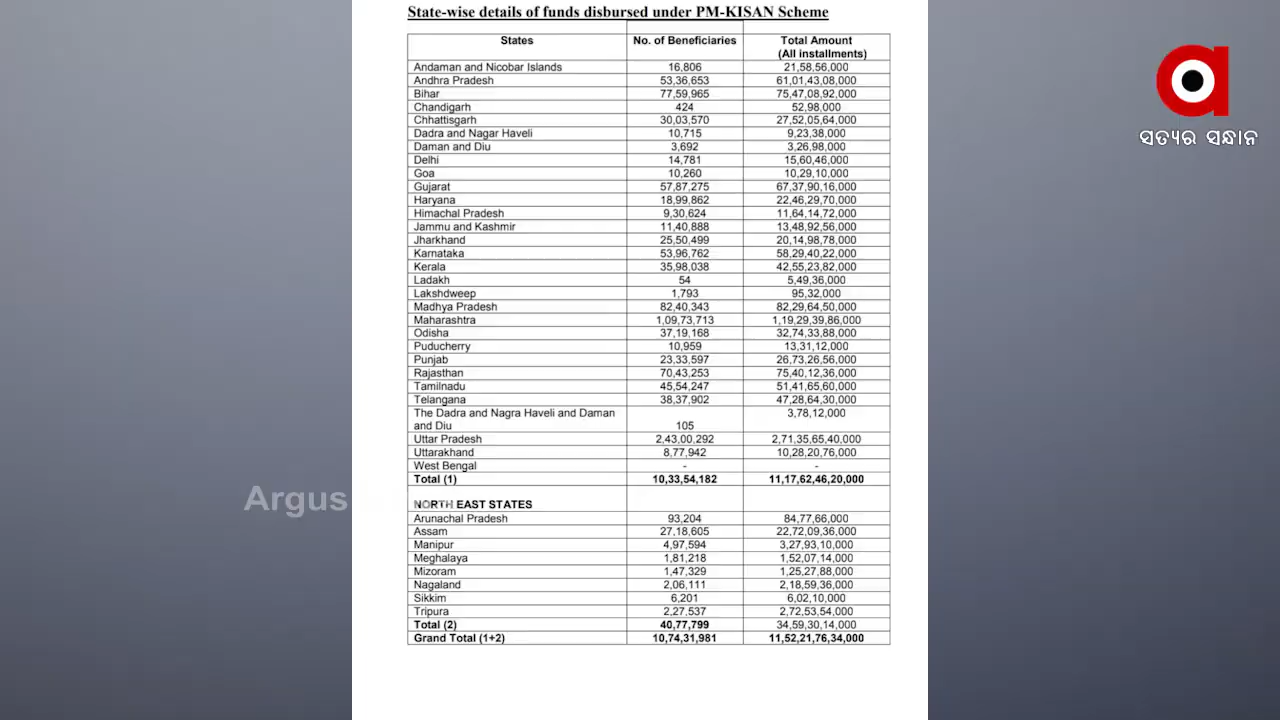 State-wise details of funds disbursed under PM-KISAN Scheme
States No. of Beneficiaries Total Amount
(All installments)
Andaman and Nicobar Islands 16,806 21,58,56,000
Andhra Pradesh 53,36,653 61,01,43,08,000
Bihar 77,59,965 75,47,08,92,000
Chandigarh 424 52,98,000
Chhattisgarh 30,03,570 27,52,05,64,000
Dadra and Nagar Haveli 10,715 9,23,38,000
Daman and Diu 3,692 3,26,98,000
Delhi 14,781 15,60,46,000
Goa 10,260 10,29,10,000
Gujarat 57,87,275 67,37,90,16,000
Haryana 18,99,862 22,46,29,70,000
Himachal Pradesh 9,30,624 11,64,14,72,000
Jammu and Kashmir 11,40,888 13,48,92,56,000
Jharkhand 25,50,499 20,14,98,78,000
Karnataka 53,96,762 58,29,40,22,000
Kerala 35,98,038 42,55,23,82,000
Ladakh 54 5,49,36,000
Lakshdweep 1,793 95,32,000
Madhya Pradesh 82,40,343 82,29,64,50,000
Maharashtra 1,09,73,713 1,19,29,39,86,000
Odisha 37,19,168 32,74,33,88,000
Puducherry 10,959 13,31,12,000
Punjab 23,33,597 26,73,26,56,000
Rajasthan 70,43,253 75,40,12,36,000
Tamilnadu 45,54,247 51,41,65,60,000
Telangana 38,37,902 47,28,64,30,000
The Dadra and Nagra Haveli and Daman 3,78,12,000
and Diu 105
Uttar Pradesh 2,43,00,292 2,71,35,65,40,000
Uttarakhand 8,77,942 10,28,20,76,000
West Bengal - -
Total (1) 10,33,54,182 11,17,62,46,20,000
NORTH EAST STATES
Arunachal Pradesh 93,204 84,77,66,000
Assam 27,18,605 22,72,09,36,000
Manipur 4,97,594 3,27,93,10,000
Meghalaya 1,81,218 1,52,07,14,000
Mizoram 1,47,329 1,25,27,88,000
Nagaland 2,06,111 2,18,59,36,000
Sikkim 6,201 6,02,10,000
Tripura 2,27,537 2,72,53,54,000
Total (2) 40,77,799 34,59,30,14,000
Grand Total (1+2) 10,74,31,981 11,52,21,76,34,000
ସତ୍ୟର ସନ୍ଧାନ
Argus